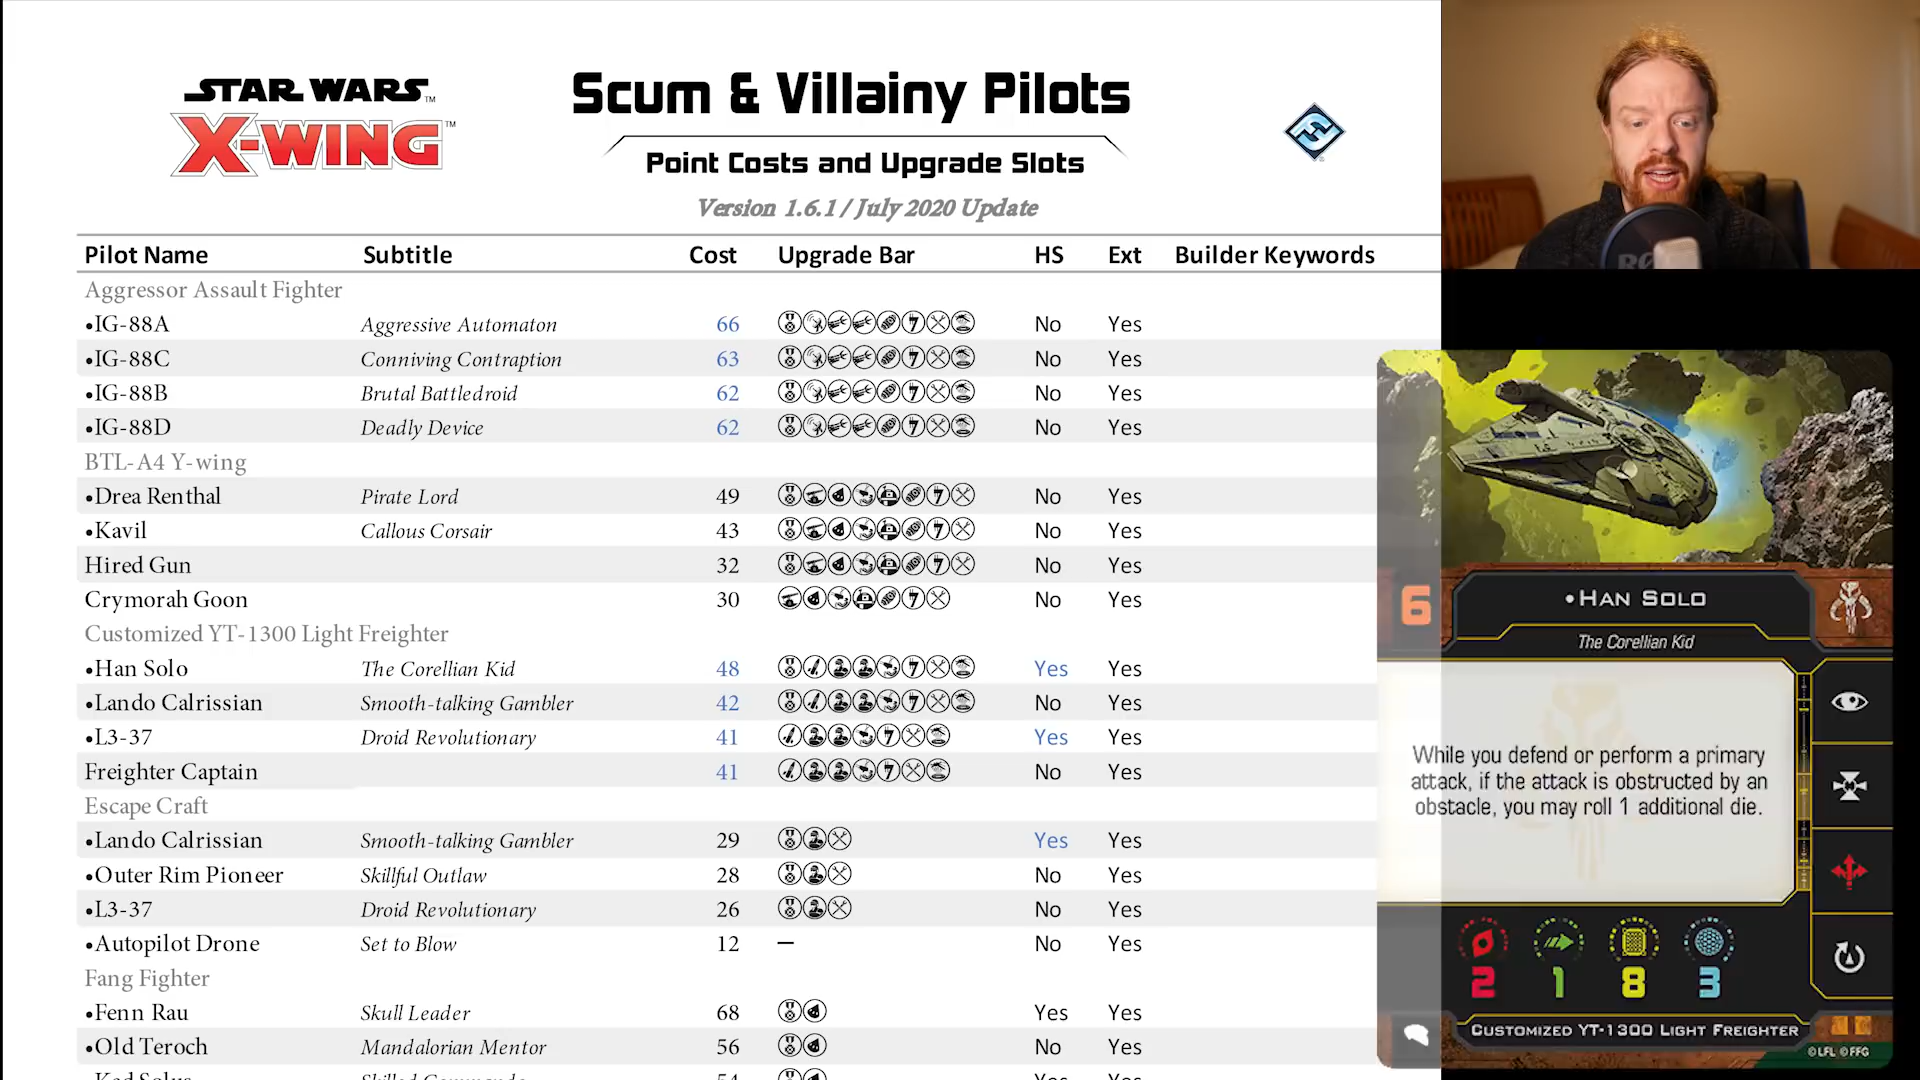 STAR WARS™
X-WING™
Scum & Villainy Pilots
Point Costs and Upgrade Slots
Version 1.6.1 / July 2020 Update
Pilot Name Subtitle Cost Upgrade Bar HS Ext Builder Keywords
Aggressor Assault Fighter
•IG-88A Aggressive Automaton 66 No Yes
•IG-88C Conniving Contraption 63 No Yes
•IG-88B Brutal Battledroid 62 No Yes
•IG-88D Deadly Device 62 No Yes
BTL-A4 Y-wing
•Drea Renthal Pirate Lord 49 No Yes
•Kavil Callous Corsair 43 No Yes
Hired Gun 32 No Yes
Crymorah Goon 30 No Yes
Customized YT-1300 Light Freighter
•Han Solo The Corellian Kid 48 Yes Yes
•Lando Calrissian Smooth-talking Gambler 42 No Yes
•L3-37 Droid Revolutionary 41 Yes Yes
Freighter Captain 41 No Yes
Escape Craft
•Lando Calrissian Smooth-talking Gambler 29 Yes Yes
•Outer Rim Pioneer Skillful Outlaw 28 No Yes
•L3-37 Droid Revolutionary 26 No Yes
•Autopilot Drone Set to Blow 12 – No Yes
Fang Fighter
•Fenn Rau Skull Leader 68 Yes Yes
•Old Teroch Mandalorian Mentor 56 No Yes
6 •Han Solo
The Corellian Kid
While you defend or perform a primary
attack, if the attack is obstructed by an
obstacle, you may roll 1 additional die.
2 1 8 3
Customized YT-1300 Light Freighter
©LFL ©FFG